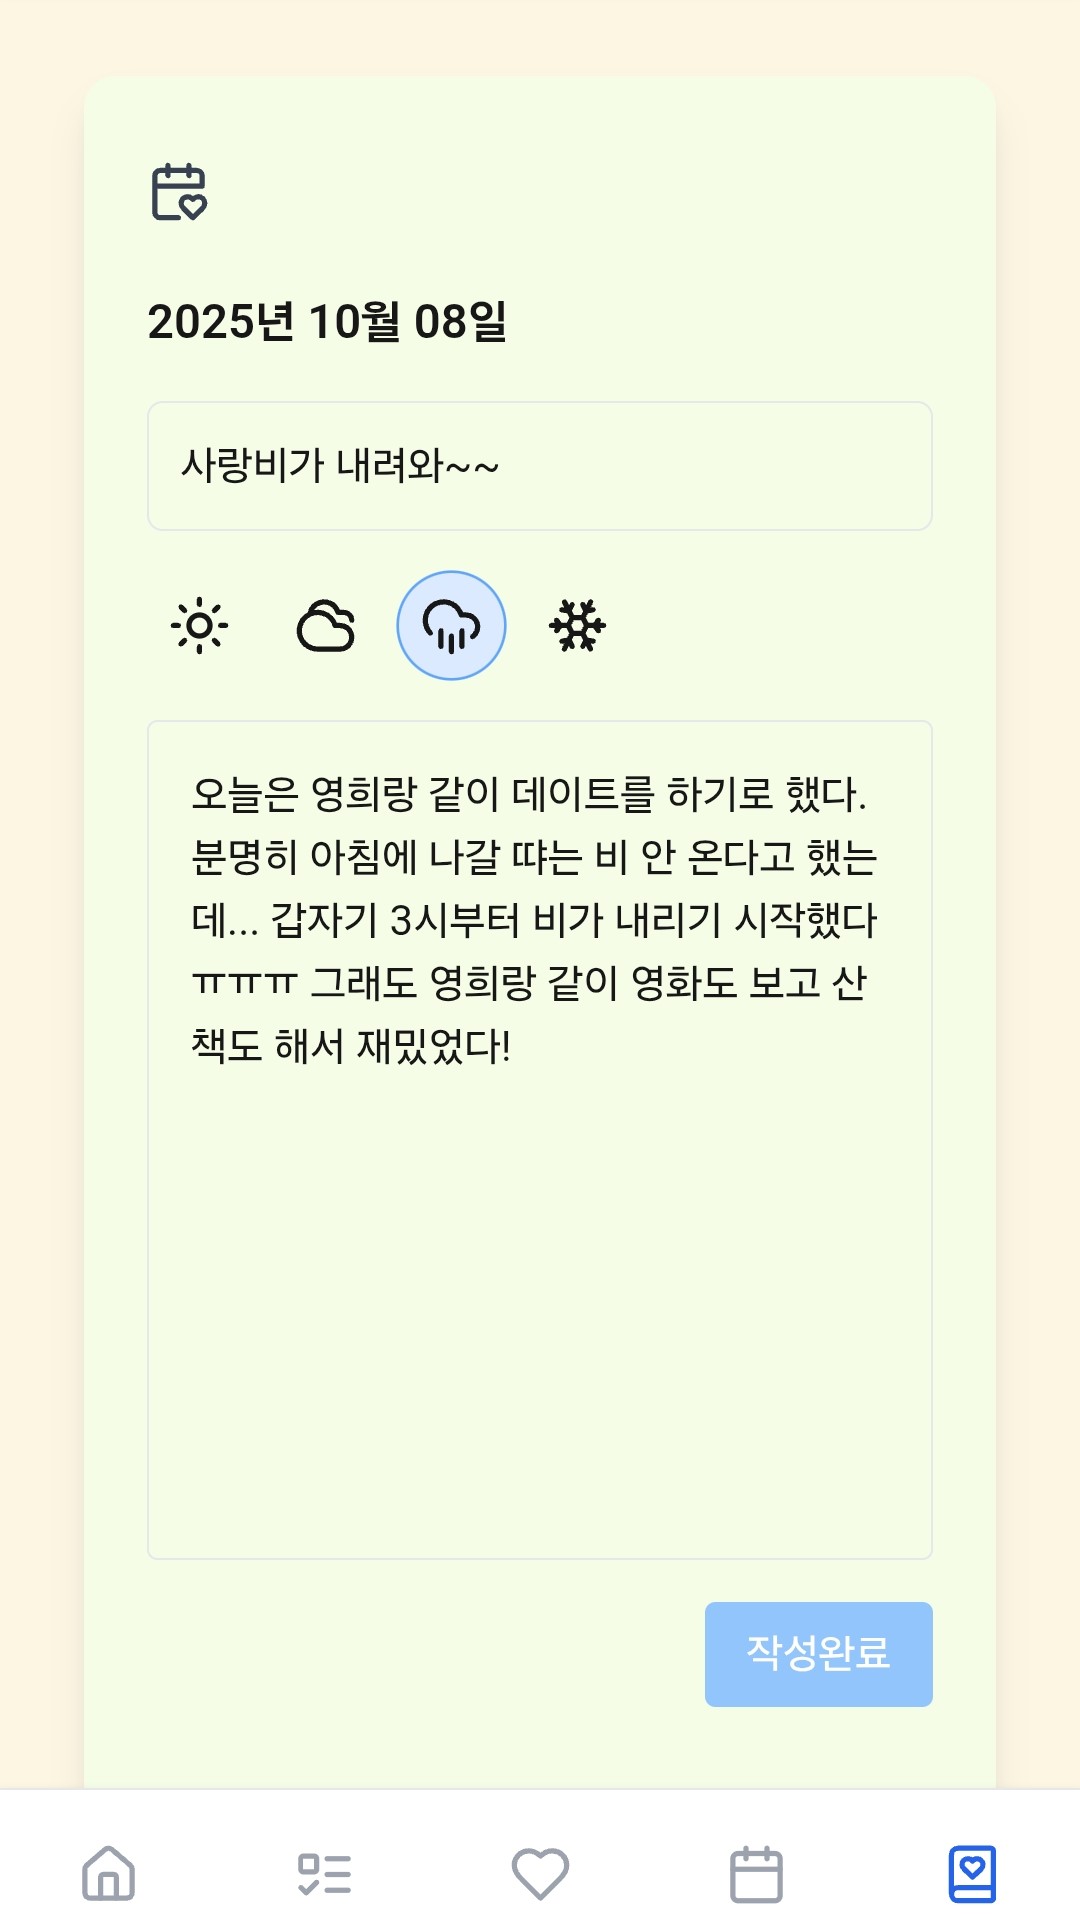 2025년 10월 08일
사랑비가 내려와~~
오늘은 영희랑 같이 데이트를 하기로 했다.
분명히 아침에 나갈 떄는 비 안 온다고 했는
데... 갑자기 3시부터 비가 내리기 시작했다
ㅠㅠㅠ 그래도 영희랑 같이 영화도 보고 산
책도 해서 재밌었다!
작성완료